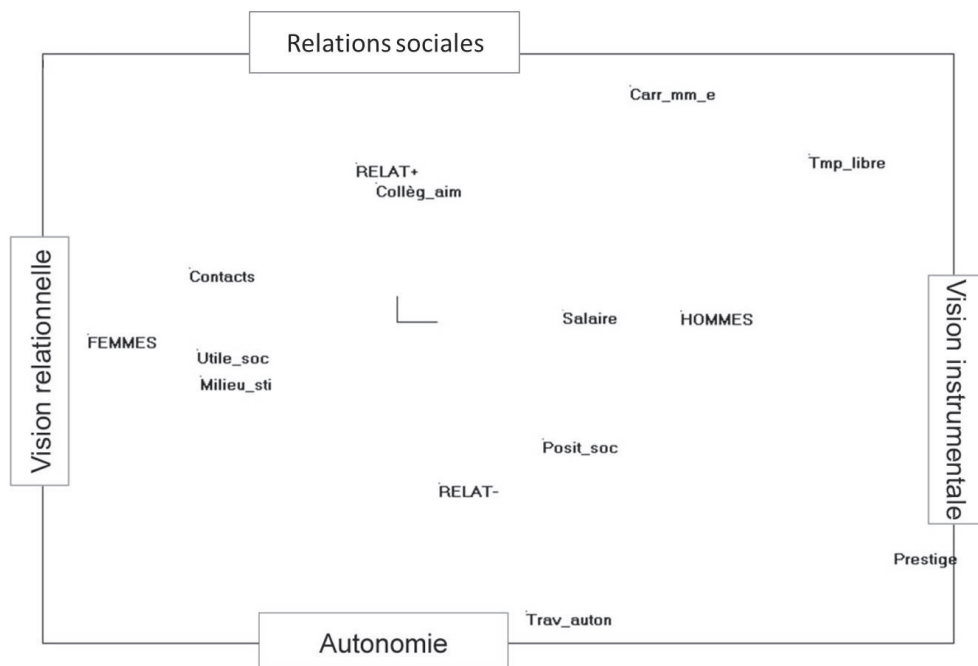 Relations sociales
Carr_mm_e
Tmp_libre
RELAT+
Collèg_aim
Vision relationnelle
Contacts
Vision instrumentale
Salaire
HOMMES
FEMMES
Utile_soc
Milieu_sti
Posit_soc
RELAT-
Prestige
Trav_auton
Autonomie